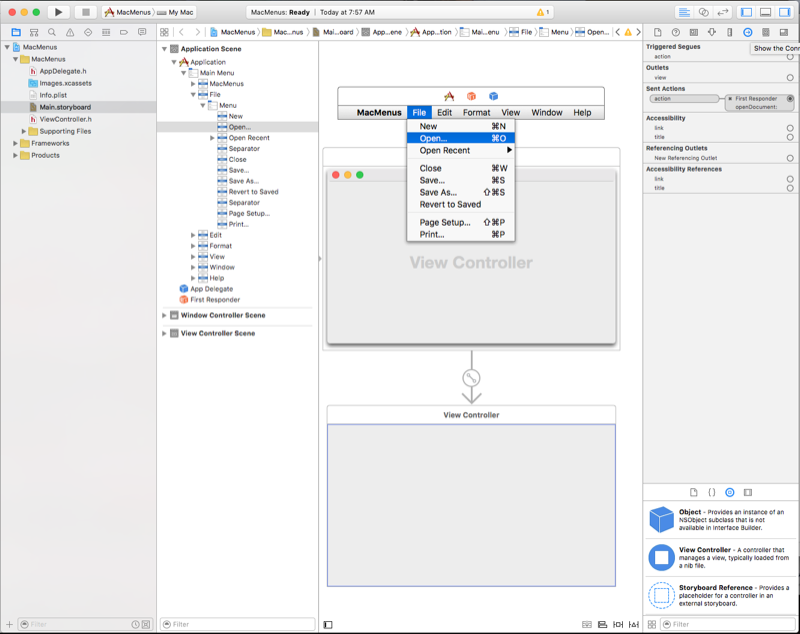 MacMenus
My Mac
MacMenus: Ready
Today at 7:57 AM
1
MacMenus
Mac...nus
Mai...oard
App...ene
App...tion
Mai...enu
File
Menu
Open...
MacMenus
MacMenus
AppDelegate.h
Images.xcassets
Info.plist
Main.storyboard
ViewController.h
Supporting Files
Frameworks
Products
Filter
Application Scene
Application
Main Menu
MacMenus
File
Menu
New
Open...
Open Recent
Separator
Close
Save...
Save As...
Revert to Saved
Separator
Page Setup...
Print...
Edit
Format
View
Window
Help
App Delegate
First Responder
Window Controller Scene
View Controller Scene
Filter
MacMenus File Edit Format View Window Help
New ⌘N
Open... ⌘O
Open Recent ▶
Close ⌘W
Save... ⌘S
Save As... ⇧⌘S
Revert to Saved
Page Setup... ⇧⌘P
Print... ⌘P
View Controller
View Controller
Triggered Segues
action
Show the Conn
Outlets
view
Sent Actions
action
First Responder
openDocument:
Accessibility
link
title
Referencing Outlets
New Referencing Outlet
Accessibility References
link
title
Object - Provides an instance of an
NSObject subclass that is not
available in Interface Builder.
View Controller - A controller that
manages a view, typically loaded from
a nib file.
Storyboard Reference - Provides a
placeholder for a controller in an
external storyboard.
Filter